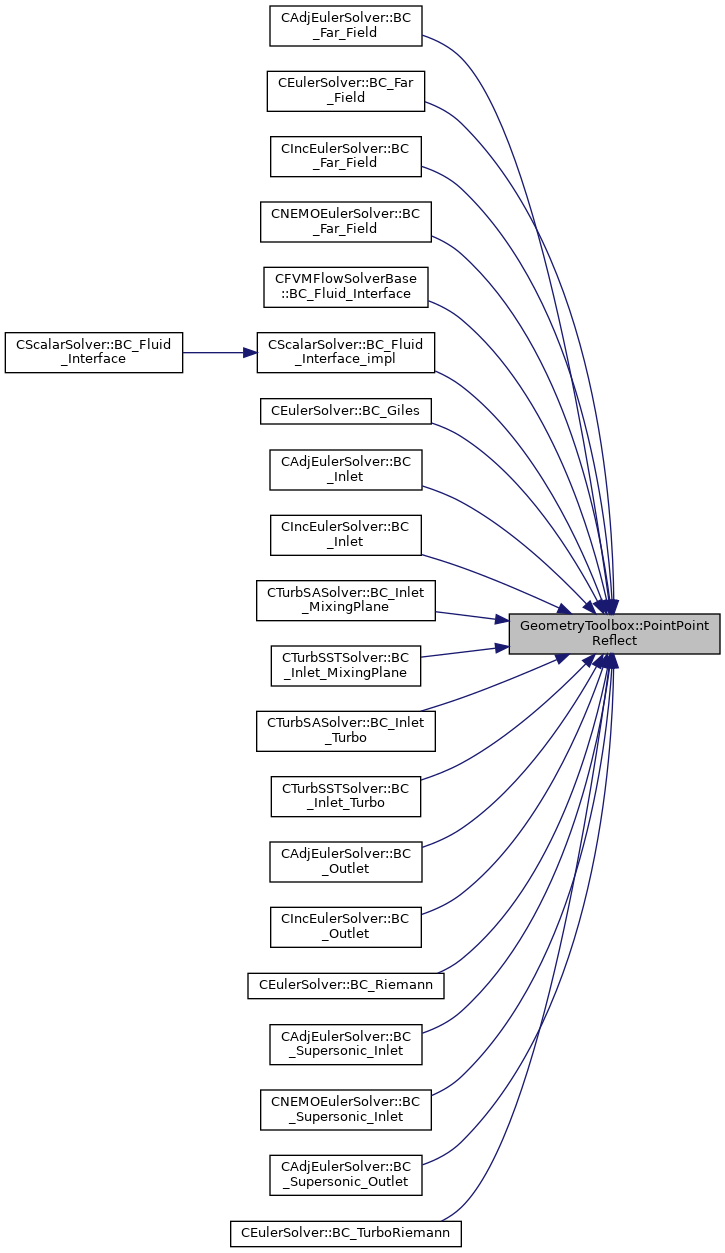 CAdjEulerSolver::BC
_Far_Field
CEulerSolver::BC_Far
_Field
CIncEulerSolver::BC
_Far_Field
CNEMOEulerSolver::BC
_Far_Field
CFVMFlowSolverBase
::BC_Fluid_Interface
CScalarSolver::BC_Fluid
_Interface
CScalarSolver::BC_Fluid
_Interface_impl
CEulerSolver::BC_Giles
CAdjEulerSolver::BC
_Inlet
CIncEulerSolver::BC
_Inlet
CTurbSASolver::BC_Inlet
_MixingPlane
GeometryToolbox::PointPoint
Reflect
CTurbSSTSolver::BC
_Inlet_MixingPlane
CTurbSASolver::BC_Inlet
_Turbo
CTurbSSTSolver::BC
_Inlet_Turbo
CAdjEulerSolver::BC
_Outlet
CIncEulerSolver::BC
_Outlet
CEulerSolver::BC_Riemann
CAdjEulerSolver::BC
_Supersonic_Inlet
CNEMOEulerSolver::BC
_Supersonic_Inlet
CAdjEulerSolver::BC
_Supersonic_Outlet
CEulerSolver::BC_TurboRiemann